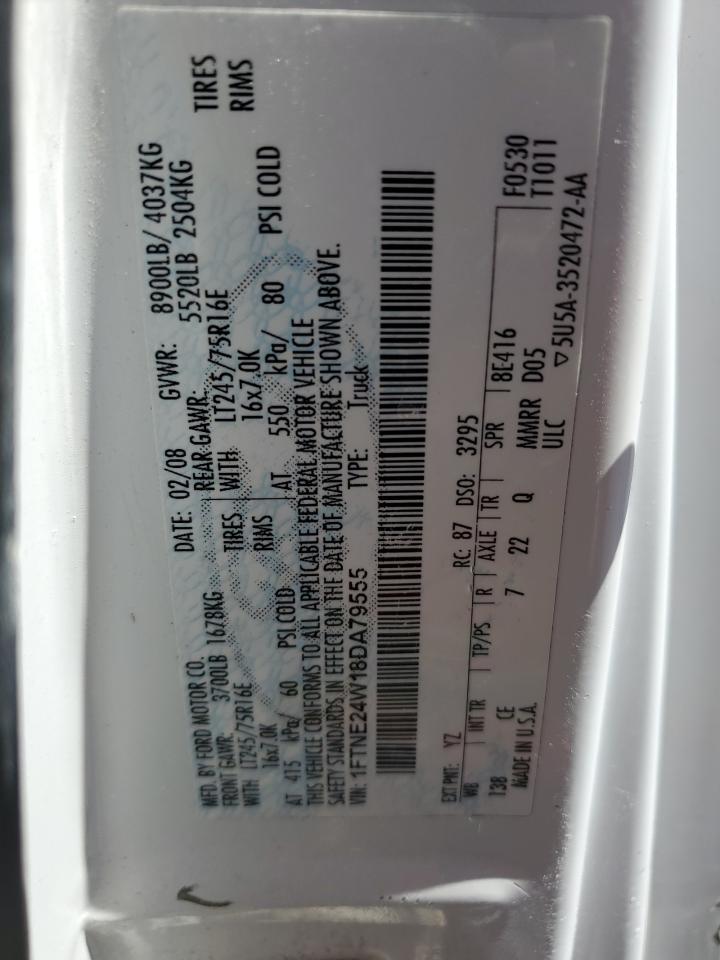 MFD. BY FORD MOTOR CO. DATE: 02/08 GVWR: 8900LB/ 4037KG
FRONT GAWR: 3700LB 1678KG REAR GAWR: 5520LB 2504KG
WITH LT245/75R16E TIRES WITH LT245/75R16E TIRES
16x7.0K RIMS 16x7.0K RIMS
AT 415 kPa/ 60 PSI COLD AT 550 kPa/ 80 PSI COLD
THIS VEHICLE CONFORMS TO ALL APPLICABLE FEDERAL MOTOR VEHICLE
SAFETY STANDARDS IN EFFECT ON THE DATE OF MANUFACTURE SHOWN ABOVE.
VIN: 1FTNE24W18DA79555 TYPE: Truck
EXT PNT: YZ RC: 87 DSO: 3295
WB INT TR TP/PS R AXLE TR SPR 8E416 F0530
138 CE 7 22 Q MMRR D05 T1011
MADE IN U.S.A. ULC ▽5U5A-3520472-AA